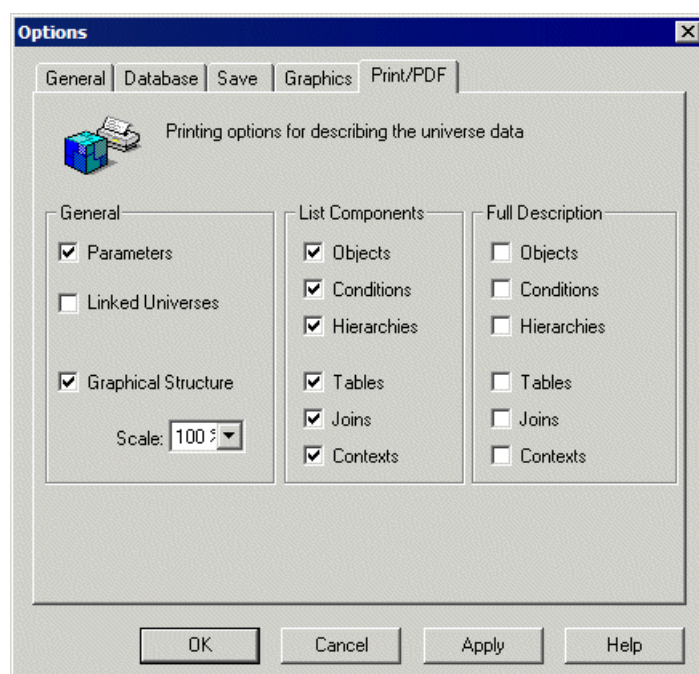 Options
General Database Save Graphics Print/PDF
Printing options for describing the universe data
General
Parameters
Linked Universes
Graphical Structure
Scale: 100 %
List Components
Objects
Conditions
Hierarchies
Tables
Joins
Contexts
Full Description
Objects
Conditions
Hierarchies
Tables
Joins
Contexts
OK Cancel Apply Help